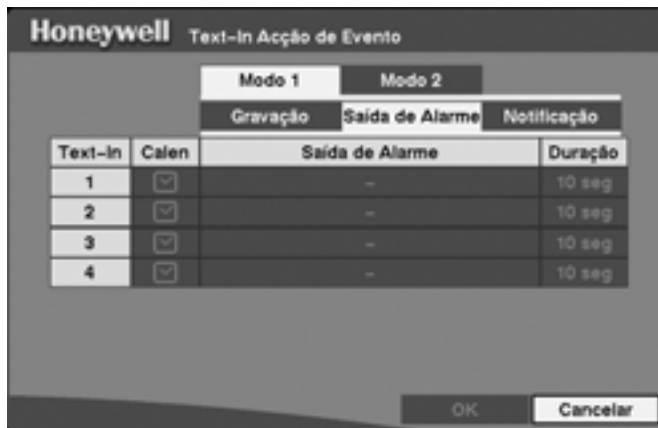 Honeywell Text-In Acção de Evento
Modo 1 Modo 2
Gravação Saída de Alarme Notificação
Text-In Calen Saída de Alarme Duração
1 - 10 seg
2 - 10 seg
3 - 10 seg
4 - 10 seg
OK Cancelar